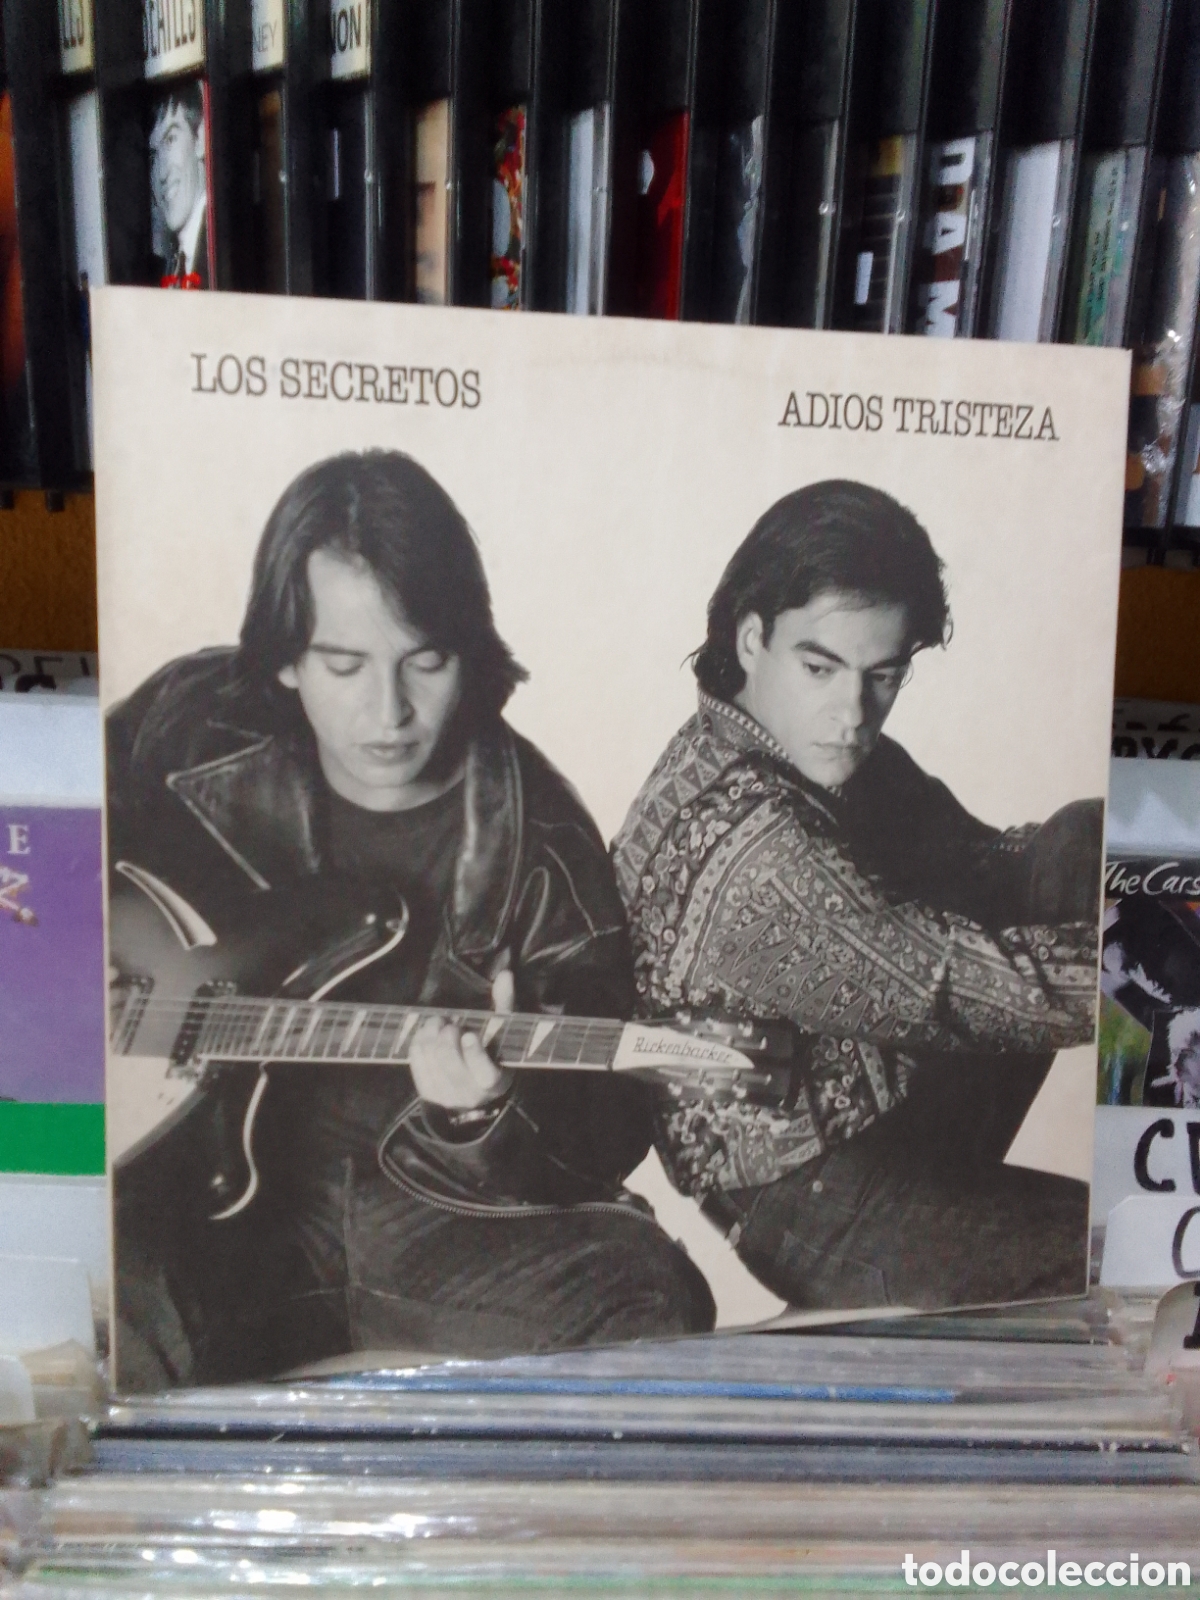 LOS SECRETOS
ADIOS TRISTEZA
Rickenbacker
The Cars
E
todocoleccion